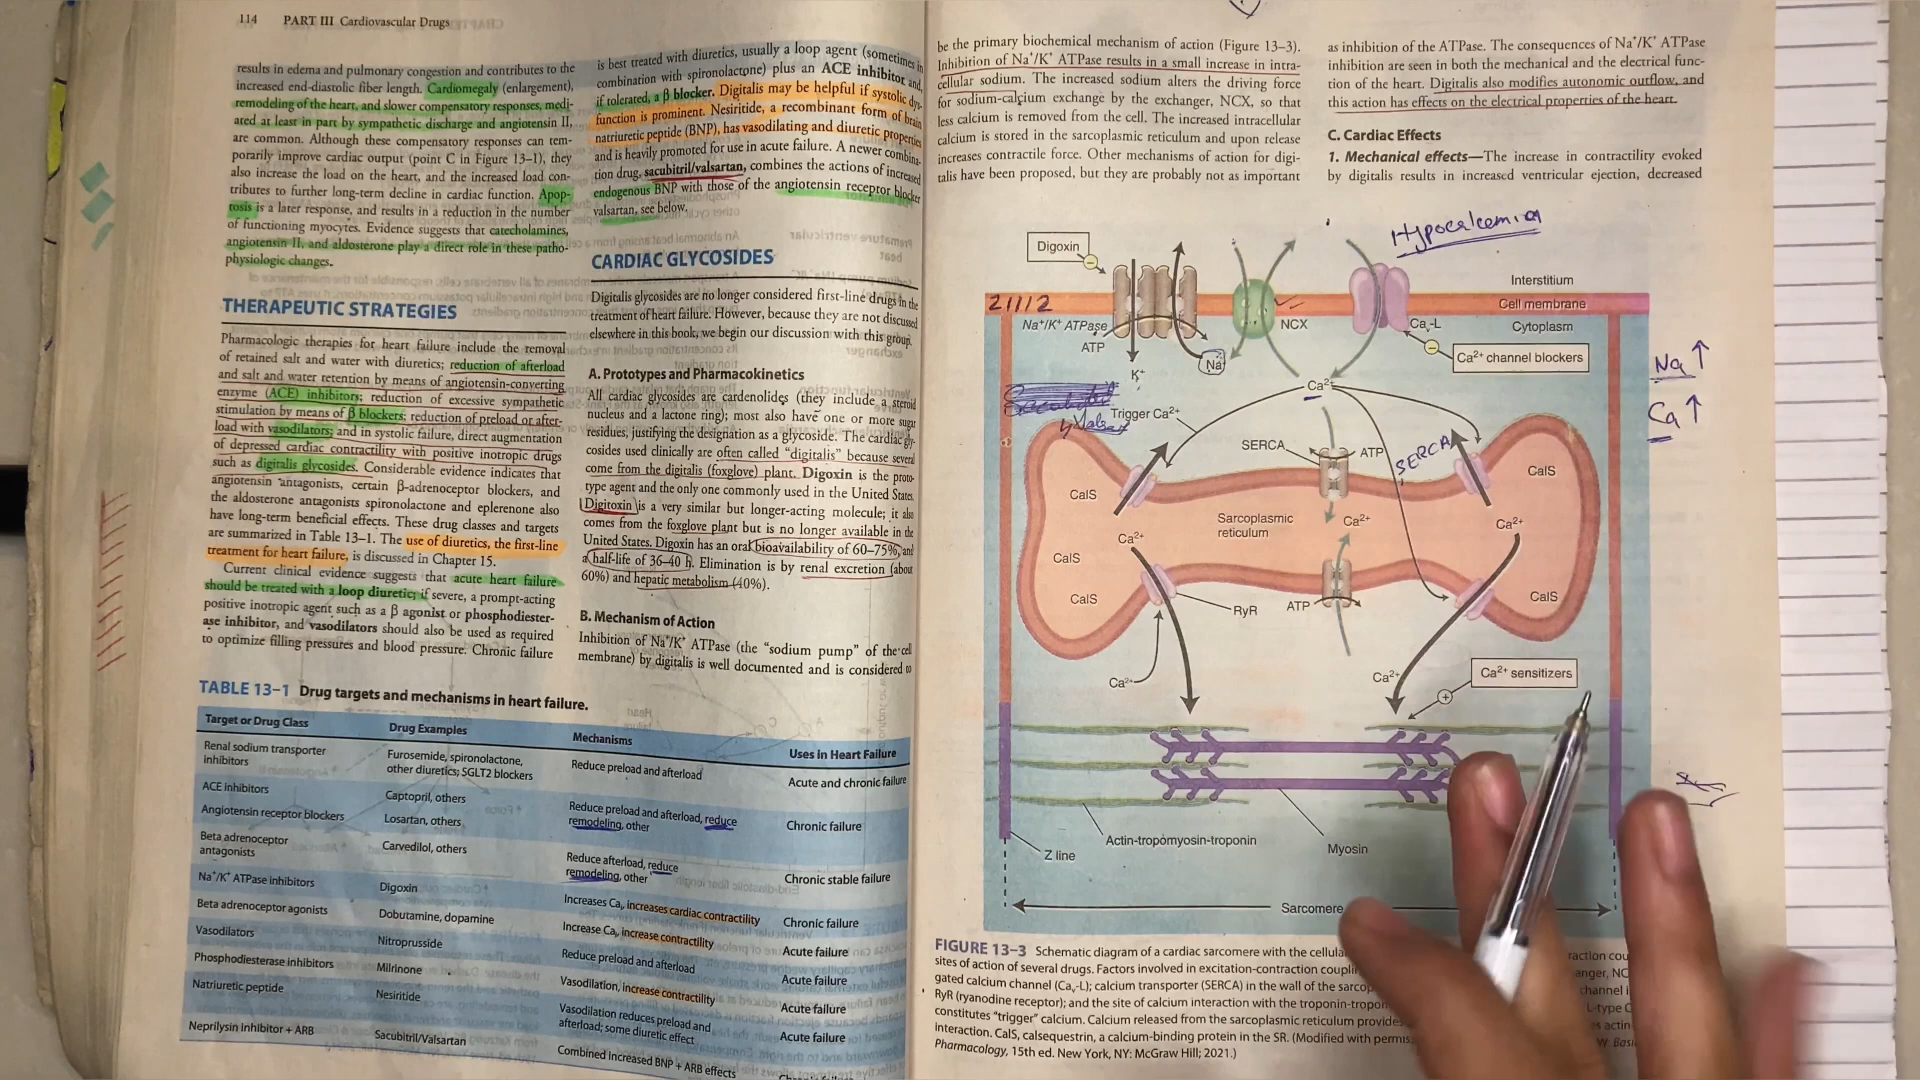 114 PART III Cardiovascular Drugs
results in edema and pulmonary congestion and contributes to the
increased end-diastolic fiber length. Cardiomegaly (enlargement),
remodeling of the heart, and slower compensatory responses, medi-
ated at least in part by sympathetic discharge and angiotensin II,
are common. Although these compensatory responses can tem-
porarily improve cardiac output (point C in Figure 13–1), they
also increase the load on the heart, and the increased load con-
tributes to further long-term decline in cardiac function. Apop-
tosis is a later response, and results in a reduction in the number
of functioning myocytes. Evidence suggests that catecholamines,
angiotensin II, and aldosterone play a direct role in these patho-
physiologic changes.
THERAPEUTIC STRATEGIES
Pharmacologic therapies for heart failure include the removal
of retained salt and water with diuretics; reduction of afterload
and salt and water retention by means of angiotensin-converting
enzyme (ACE) inhibitors; reduction of excessive sympathetic
stimulation by means of β blockers; reduction of preload or after-
load with vasodilators; and in systolic failure, direct augmentation
of depressed cardiac contractility with positive inotropic drugs
such as digitalis glycosides. Considerable evidence indicates that
angiotensin antagonists, certain β-adrenoceptor blockers, and
the aldosterone antagonists spironolactone and eplerenone also
have long-term beneficial effects. These drug classes and targets
are summarized in Table 13–1. The use of diuretics, the first-line
treatment for heart failure, is discussed in Chapter 15.
Current clinical evidence suggests that acute heart failure
should be treated with a loop diuretic; if severe, a prompt-acting
positive inotropic agent such as a β agonist or phosphodiester-
ase inhibitor, and vasodilators should also be used as required
to optimize filling pressures and blood pressure. Chronic failure
is best treated with diuretics, usually a loop agent (sometimes in
combination with spironolactone) plus an ACE inhibitor and,
if tolerated, a β blocker. Digitalis may be helpful if systolic dys-
function is prominent. Nesiritide, a recombinant form of brain
natriuretic peptide (BNP), has vasodilating and diuretic properties
and is heavily promoted for use in acute failure. A newer combina-
tion drug, sacubitril/valsartan, combines the actions of increased
endogenous BNP with those of the angiotensin receptor blocker
valsartan, see below.
CARDIAC GLYCOSIDES
Digitalis glycosides are no longer considered first-line drugs in the
treatment of heart failure. However, because they are not discussed
elsewhere in this book, we begin our discussion with this group.
A. Prototypes and Pharmacokinetics
All cardiac glycosides are cardenolides (they include a steroid
nucleus and a lactone ring); most also have one or more sugar
residues, justifying the designation as a glycoside. The cardiac gly-
cosides used clinically are often called “digitalis” because several
come from the digitalis (foxglove) plant. Digoxin is the proto-
type agent and the only one commonly used in the United States.
Digitoxin is a very similar but longer-acting molecule; it also
comes from the foxglove plant but is no longer available in the
United States. Digoxin has an oral bioavailability of 60–75%, and
a half-life of 36–40 h. Elimination is by renal excretion (about
60%) and hepatic metabolism (40%).
B. Mechanism of Action
Inhibition of Na⁺/K⁺ ATPase (the “sodium pump” of the cell
membrane) by digitalis is well documented and is considered to
TABLE 13–1 Drug targets and mechanisms in heart failure.
Target or Drug Class Drug Examples Mechanisms Uses in Heart Failure
Renal sodium transporter
inhibitors
Furosemide, spironolactone,
other diuretics; SGLT2 blockers
Reduce preload and afterload
Acute and chronic failure
ACE inhibitors Captopril, others
Angiotensin receptor blockers Losartan, others
Reduce preload and afterload, reduce
remodeling, other
Chronic failure
Beta adrenoceptor
antagonists
Carvedilol, others
Reduce afterload, reduce
remodeling, other
Chronic stable failure
Na⁺/K⁺ ATPase inhibitors Digoxin Increases Caᵢ, increases cardiac contractility Chronic failure
Beta adrenoceptor agonists Dobutamine, dopamine Increase Caᵢ, increase contractility Acute failure
Vasodilators Nitroprusside Reduce preload and afterload Acute failure
Phosphodiesterase inhibitors Milrinone Vasodilation, increase contractility Acute failure
Natriuretic peptide Nesiritide Vasodilation reduces preload and
afterload; some diuretic effect
Acute failure
Neprilysin inhibitor + ARB Sacubitril/Valsartan Combined increased BNP + ARB effects
be the primary biochemical mechanism of action (Figure 13–3).
Inhibition of Na⁺/K⁺ ATPase results in a small increase in intra-
cellular sodium. The increased sodium alters the driving force
for sodium-calcium exchange by the exchanger, NCX, so that
less calcium is removed from the cell. The increased intracellular
calcium is stored in the sarcoplasmic reticulum and upon release
increases contractile force. Other mechanisms of action for digi-
talis have been proposed, but they are probably not as important
as inhibition of the ATPase. The consequences of Na⁺/K⁺ ATPase
inhibition are seen in both the mechanical and the electrical func-
tion of the heart. Digitalis also modifies autonomic outflow, and
this action has effects on the electrical properties of the heart.
C. Cardiac Effects
1. Mechanical effects—The increase in contractility evoked
by digitalis results in increased ventricular ejection, decreased
Hypocalcemia
Digoxin
Interstitium
21112
Cell membrane
Na⁺/K⁺ ATPase
NCX
Caᵥ-L
Cytoplasm
ATP
Ca²⁺ channel blockers
K⁺
Na⁺
Na ↑
Ca²⁺
Ca ↑
Trigger Ca²⁺
SERCA
ATP
SERCA
CalS
CalS
Sarcoplasmic
reticulum
Ca²⁺
Ca²⁺
Ca²⁺
CalS
CalS
CalS
RyR
ATP
Ca²⁺
Ca²⁺
Ca²⁺ sensitizers
Actin-tropomyosin-troponin
Z line
Myosin
Sarcomere
FIGURE 13–3 Schematic diagram of a cardiac sarcomere with the cellular
sites of action of several drugs. Factors involved in excitation-contraction
gated calcium channel (Caᵥ-L); calcium transporter (SERCA) in the wall of the
RyR (ryanodine receptor); and the site of calcium interaction with the
constitutes “trigger” calcium. Calcium released from the sarcoplasmic reticulum
interaction. CalS, calsequestrin, a calcium-binding protein in the SR. (Modified with
Pharmacology, 15th ed. New York, NY: McGraw Hill; 2021.)